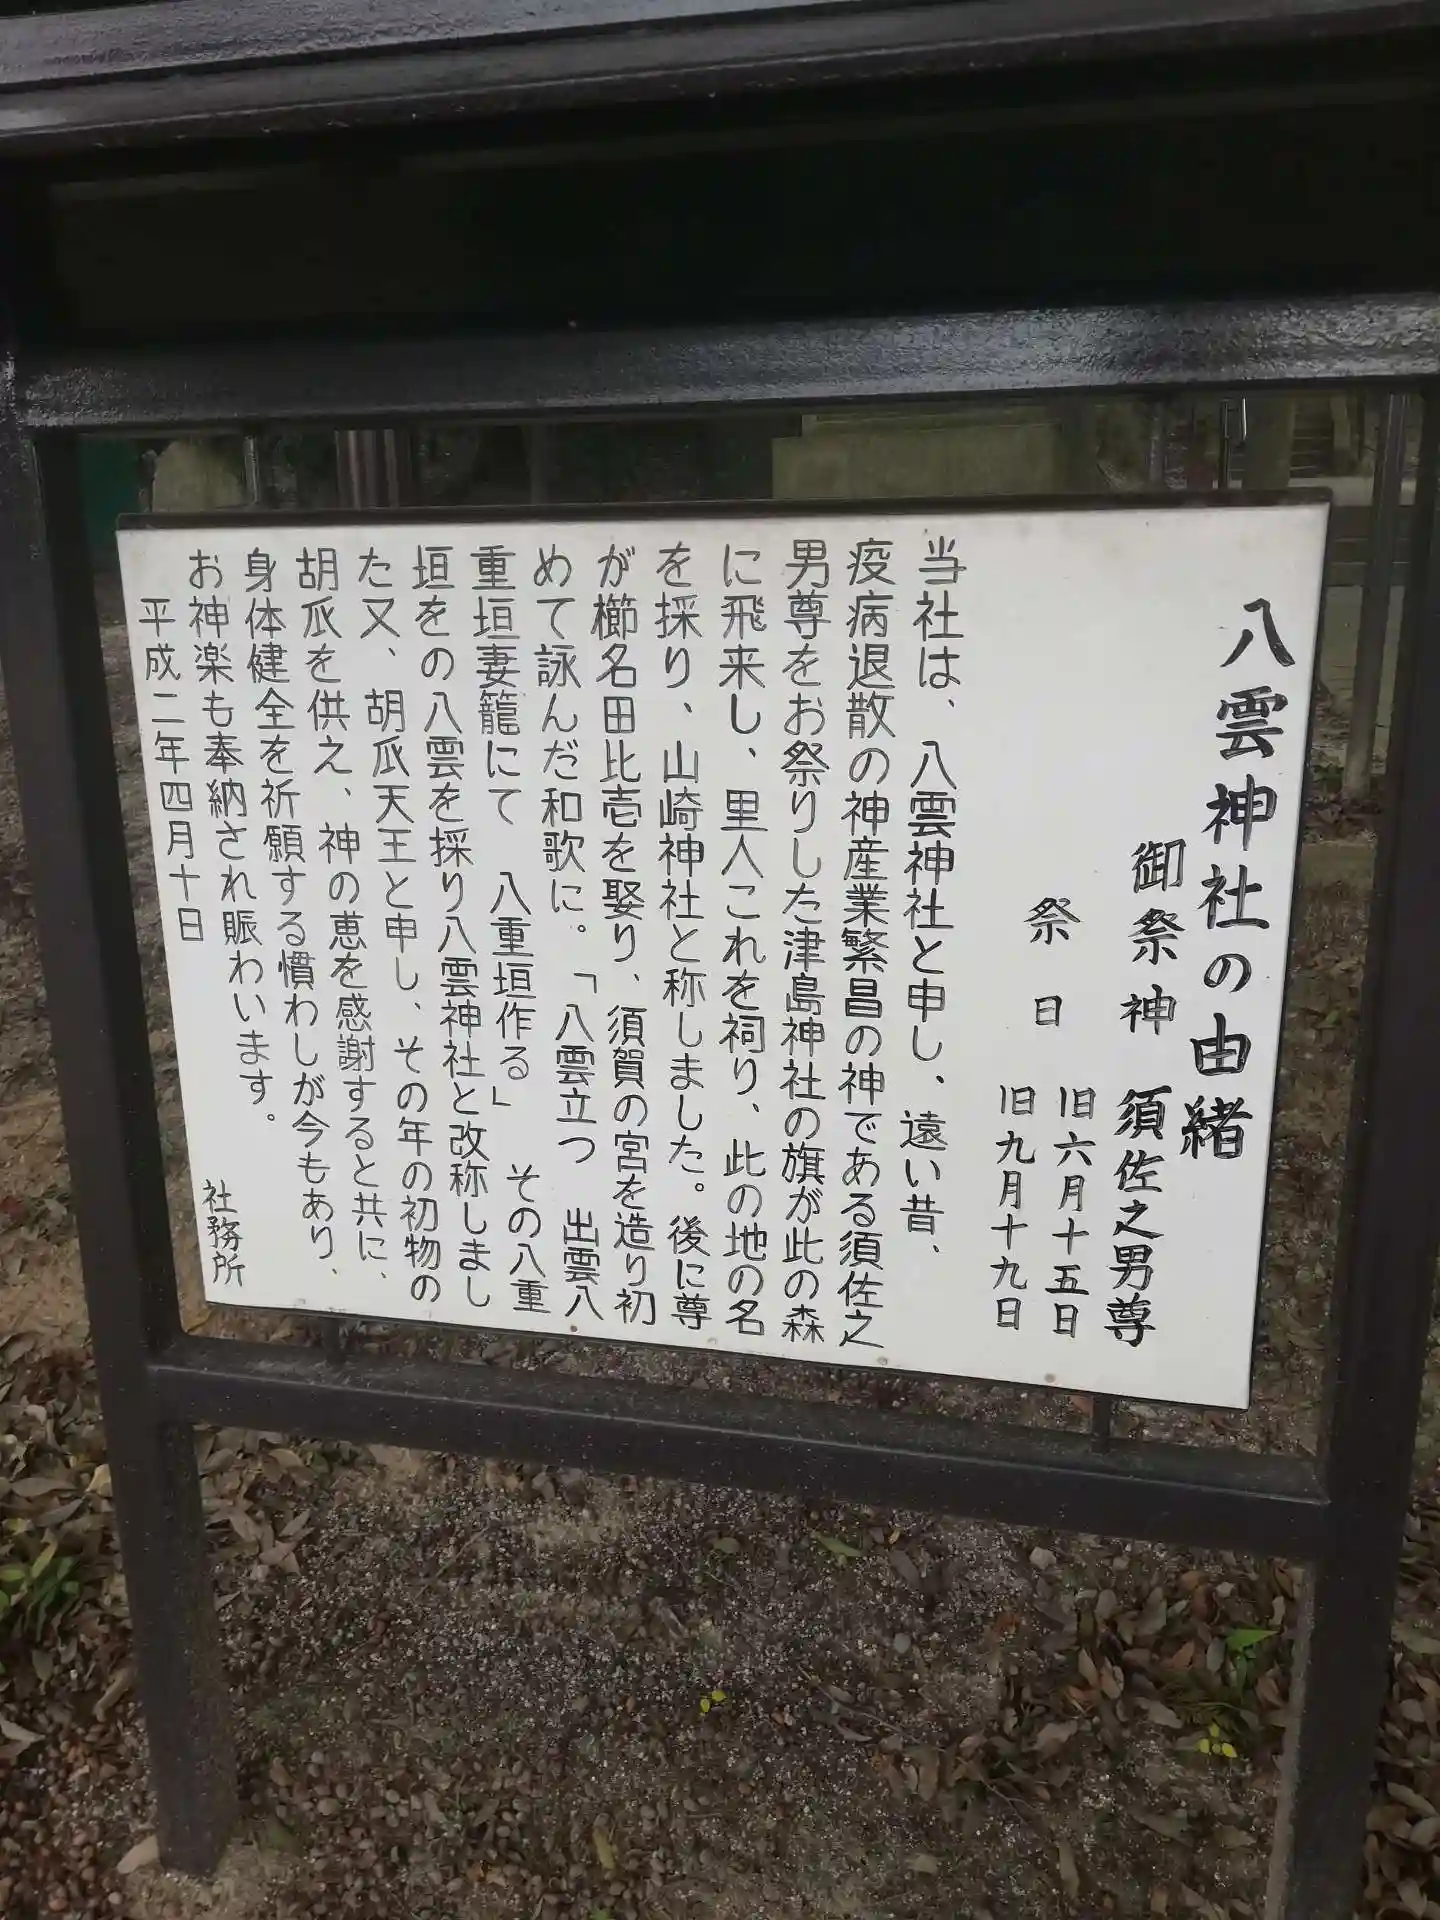 八雲神社の由緒
御祭神 須佐之男尊
祭日 旧六月十五日
旧九月十九日
当社は、八雲神社と申し、遠い昔、
疫病退散の神産業繁昌の神である須佐之
男尊をお祭りした津島神社の旗が此の森
に飛来し、里人これを祠り、此の地の名
を採り、山崎神社と称しました。後に尊
が櫛名田比壱を娶り、須賀の宮を造り初
めて詠んだ和歌に。「八雲立つ 出雲八
重垣妻籠にて 八重垣作る」 その八重
垣をの八雲を採り八雲神社と改称しまし
た又、胡瓜天王と申し、その年の初物の
胡瓜を供え、神の恵を感謝すると共に、
身体健全を祈願する慣わしが今もあり、
お神楽も奉納され賑わいます。
平成二年四月十日
社務所